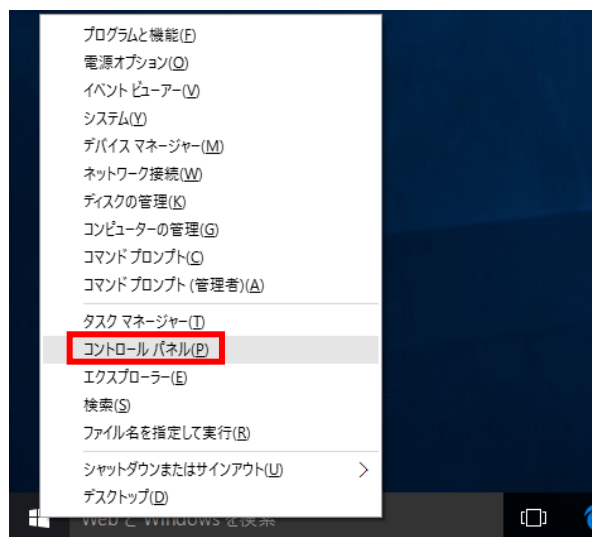 プログラムと機能(F)
電源オプション(O)
イベント ビューアー(V)
システム(Y)
デバイス マネージャー(M)
ネットワーク接続(W)
ディスクの管理(K)
コンピューターの管理(G)
コマンド プロンプト(C)
コマンド プロンプト (管理者)(A)
タスク マネージャー(T)
コントロール パネル(P)
エクスプローラー(E)
検索(S)
ファイル名を指定して実行(R)
シャットダウンまたはサインアウト(U)
デスクトップ(D)
Web と Windows を検索